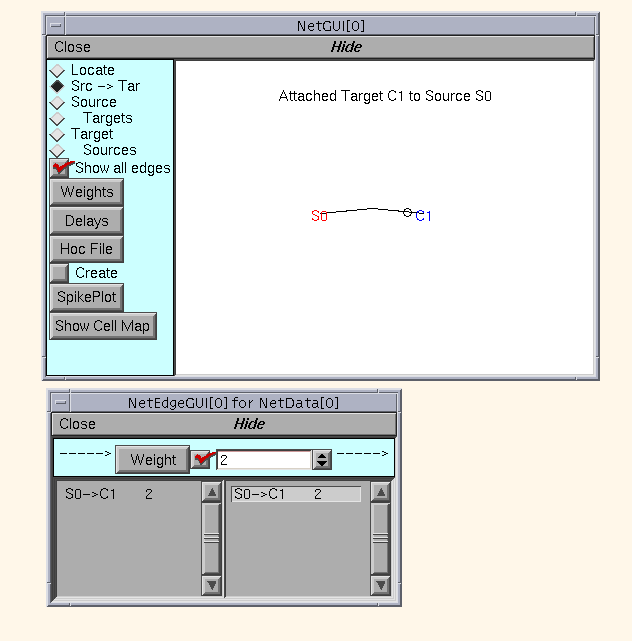 NetGUI[0]
Close Hide
Locate
Src -> Tar
Source
Targets
Target
Sources
Show all edges
Weights
Delays
Hoc File
Create
SpikePlot
Show Cell Map
Attached Target C1 to Source S0
S0 C1
NetEdgeGUI[0] for NetData[0]
Close Hide
-----> Weight 2 ----->
S0->C1 2
S0->C1 2